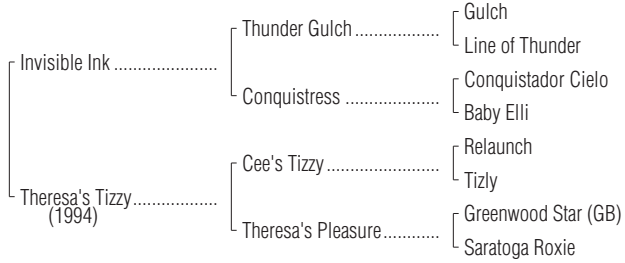 Gulch
Thunder Gulch
Line of Thunder
Invisible Ink
Conquistador Cielo
Conquistress
Baby Elli
Relaunch
Cee's Tizzy
Tizly
Theresa's Tizzy
(1994)
Greenwood Star (GB)
Theresa's Pleasure
Saratoga Roxie